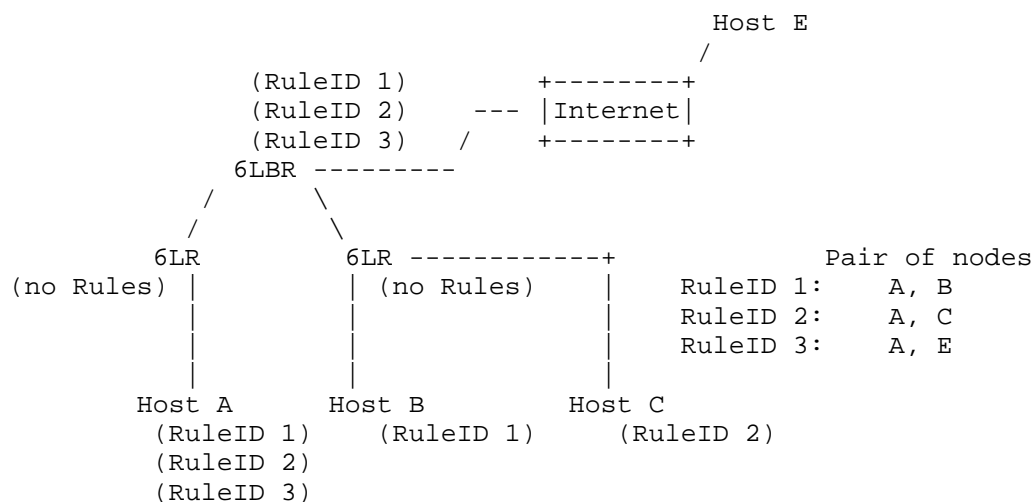 Host E
/
(RuleID 1) +--------+
(RuleID 2) --- |Internet|
(RuleID 3) / +--------+
6LBR ---------
/ \
/ \
/ \
6LR 6LR ------------+ Pair of nodes
(no Rules) | | (no Rules) | RuleID 1: A, B
| | | RuleID 2: A, C
| | | RuleID 3: A, E
| | |
Host A Host B Host C
(RuleID 1) (RuleID 1) (RuleID 2)
(RuleID 2)
(RuleID 3)